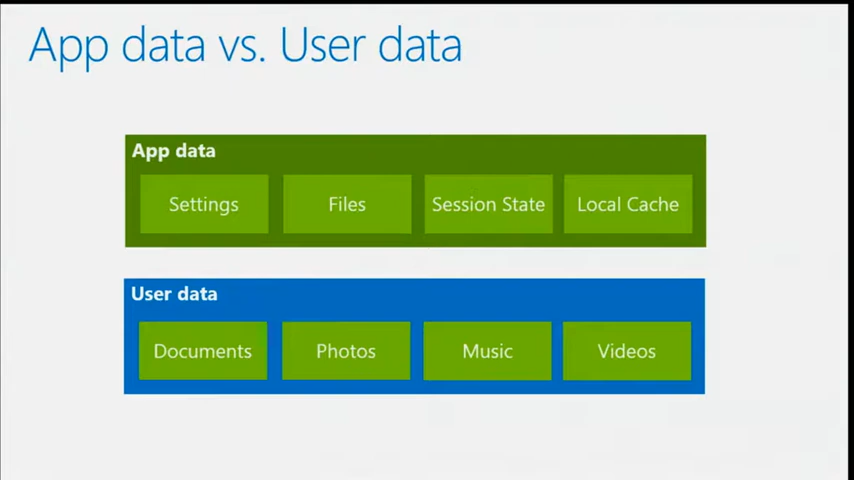 App data vs. User data
App data
Settings
Files
Session State
Local Cache
User data
Documents
Photos
Music
Videos